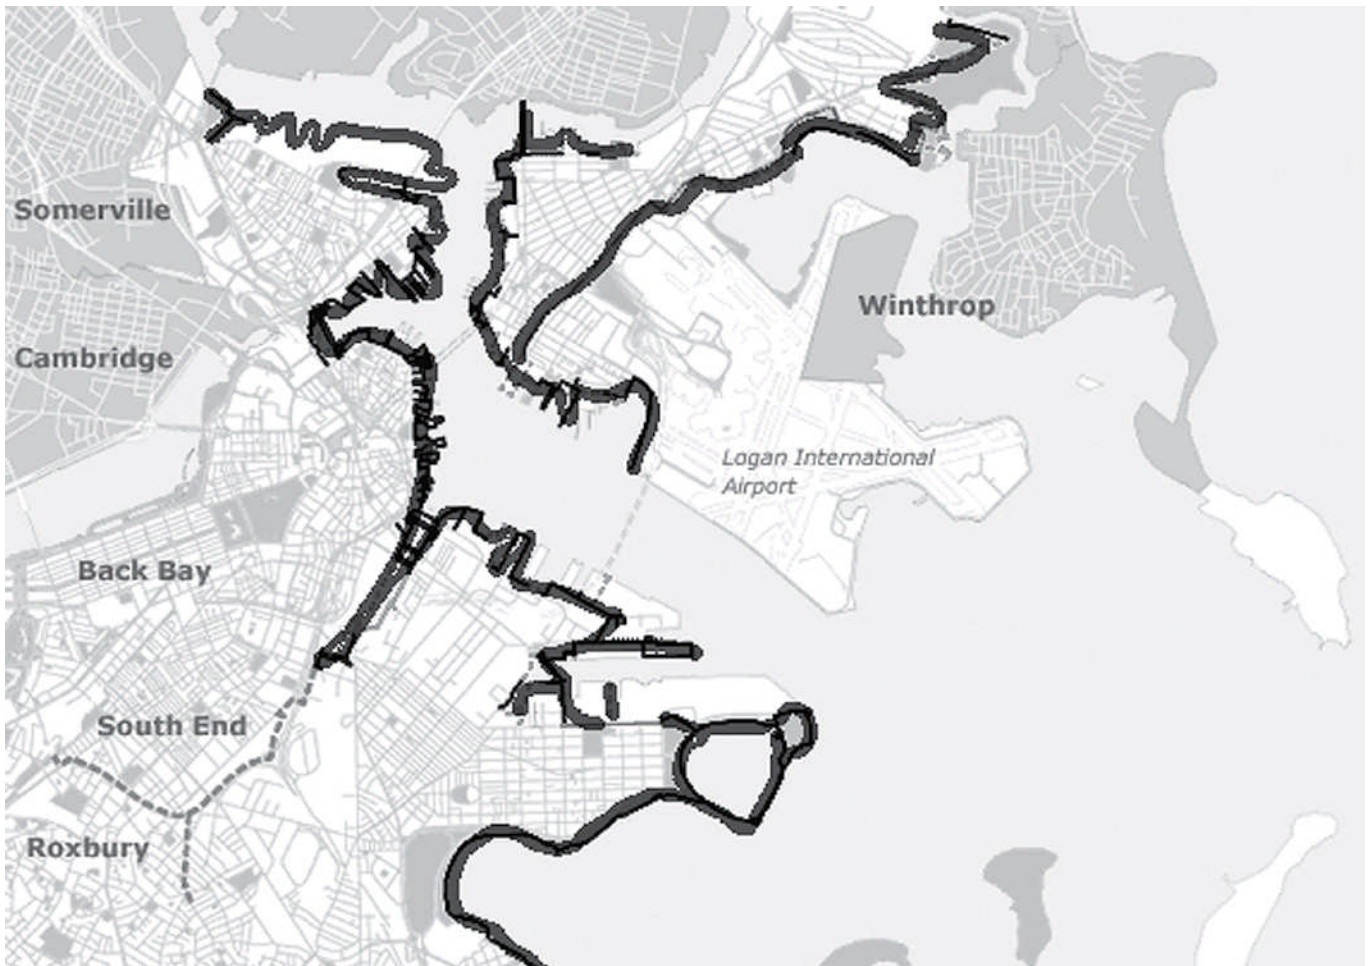 Somerville
Winthrop
Cambridge
Logan International
Airport
Back Bay
South End
Roxbury